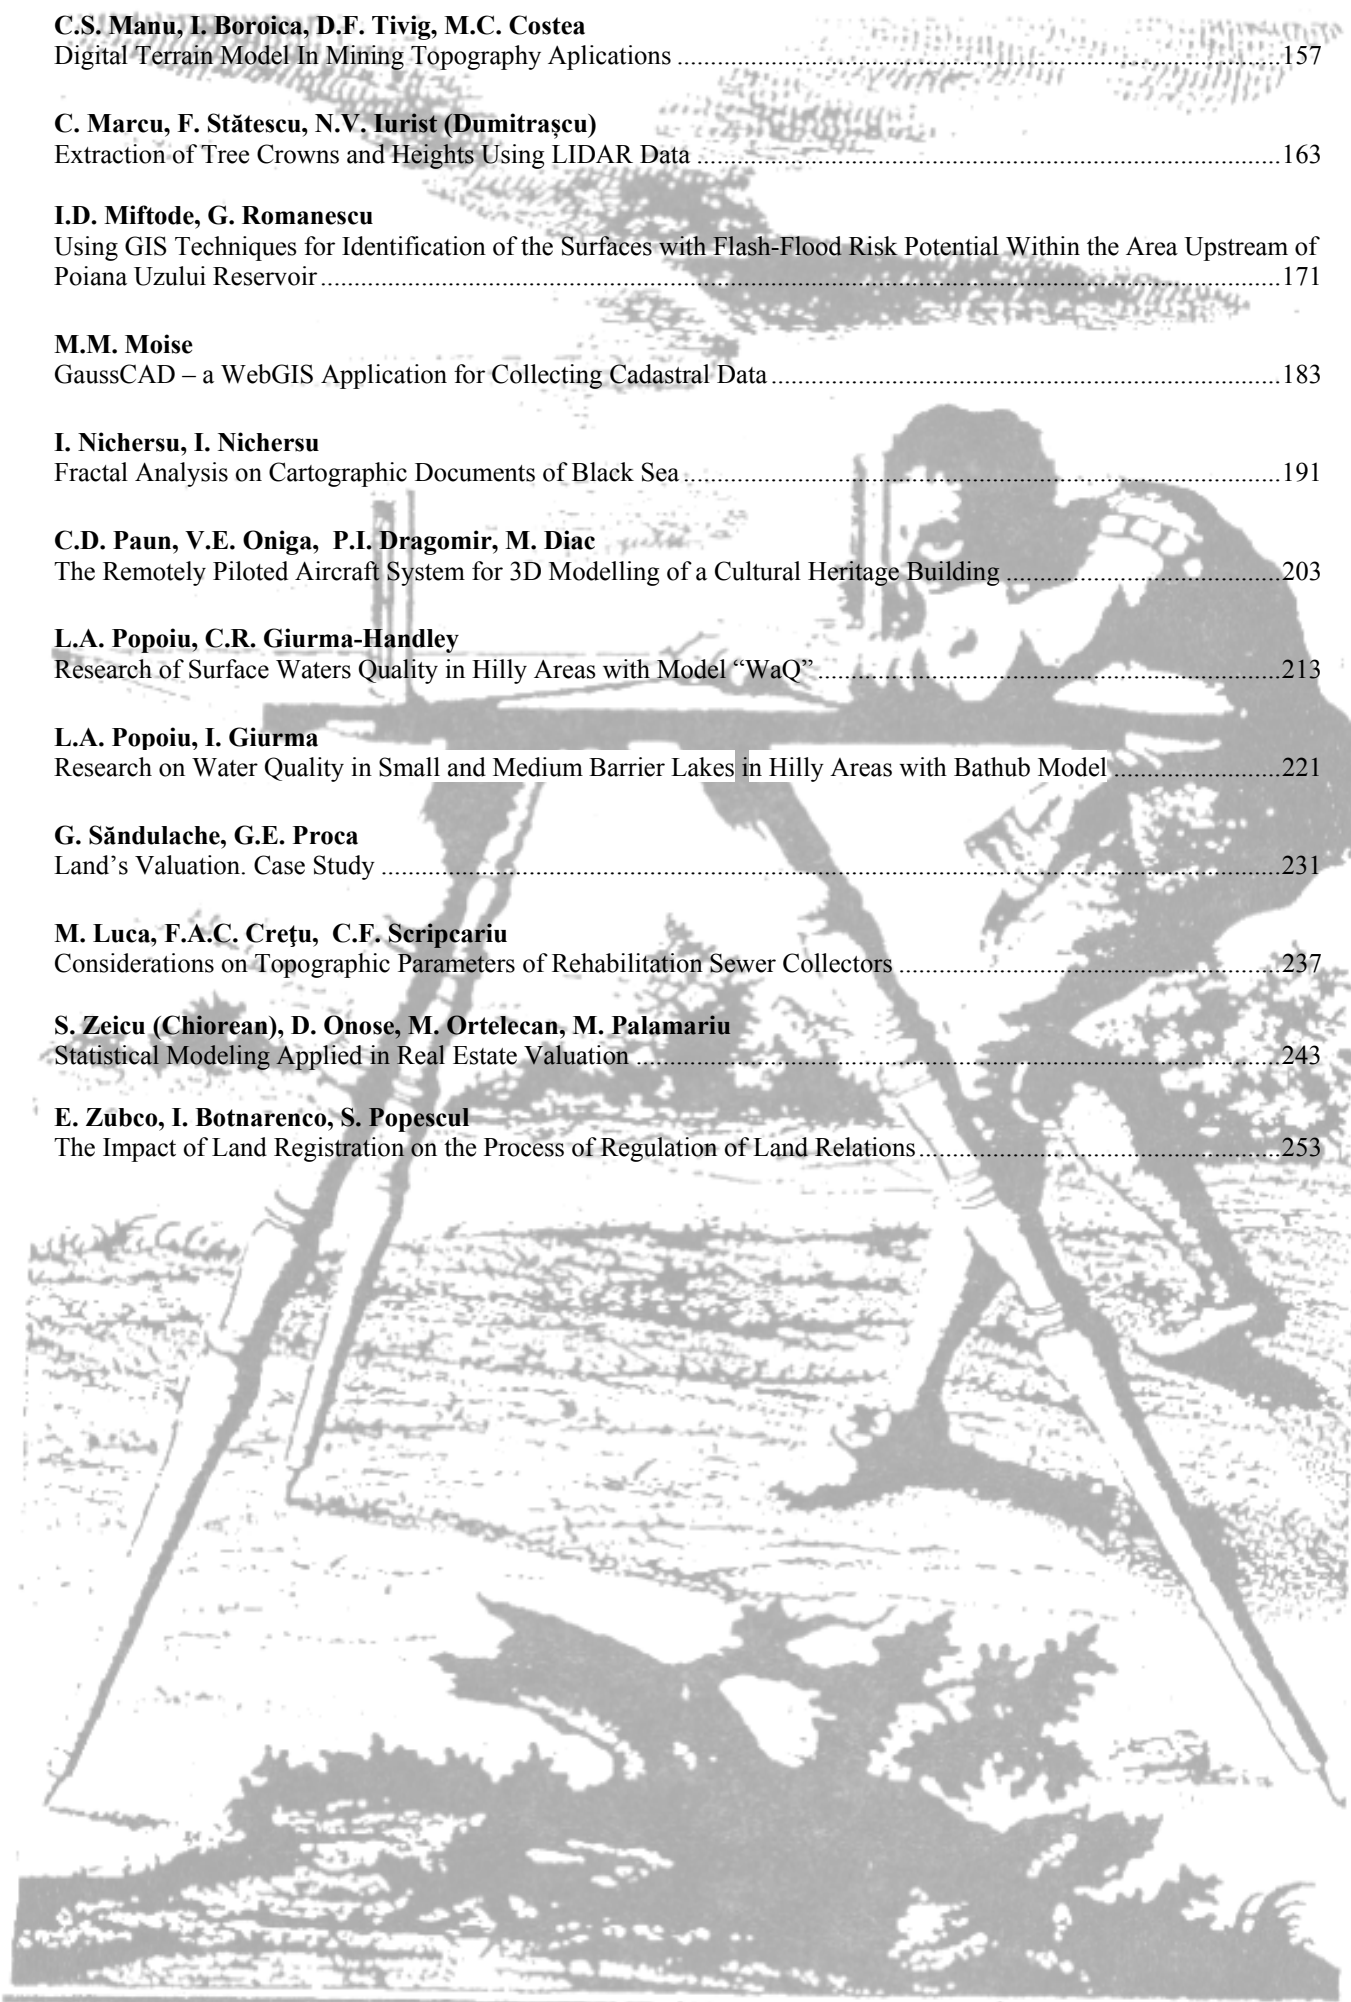 C.S. Manu, I. Boroica, D.F. Tivig, M.C. Costea
Digital Terrain Model In Mining Topography Aplications ....................157
C. Marcu, F. Stătescu, N.V. Iurist (Dumitrașcu)
Extraction of Tree Crowns and Heights Using LIDAR Data ....................163
I.D. Miftode, G. Romanescu
Using GIS Techniques for Identification of the Surfaces with Flash-Flood Risk Potential Within the Area Upstream of
Poiana Uzului Reservoir ....................171
M.M. Moise
GaussCAD – a WebGIS Application for Collecting Cadastral Data ....................183
I. Nichersu, I. Nichersu
Fractal Analysis on Cartographic Documents of Black Sea ....................191
C.D. Paun, V.E. Oniga, P.I. Dragomir, M. Diac
The Remotely Piloted Aircraft System for 3D Modelling of a Cultural Heritage Building ....................203
L.A. Popoiu, C.R. Giurma-Handley
Research of Surface Waters Quality in Hilly Areas with Model “WaQ” ....................213
L.A. Popoiu, I. Giurma
Research on Water Quality in Small and Medium Barrier Lakes in Hilly Areas with Bathub Model ....................221
G. Săndulache, G.E. Proca
Land’s Valuation. Case Study ....................231
M. Luca, F.A.C. Creţu, C.F. Scripcariu
Considerations on Topographic Parameters of Rehabilitation Sewer Collectors ....................237
S. Zeicu (Chiorean), D. Onose, M. Ortelecan, M. Palamariu
Statistical Modeling Applied in Real Estate Valuation ....................243
E. Zubco, I. Botnarenco, S. Popescul
The Impact of Land Registration on the Process of Regulation of Land Relations ....................253